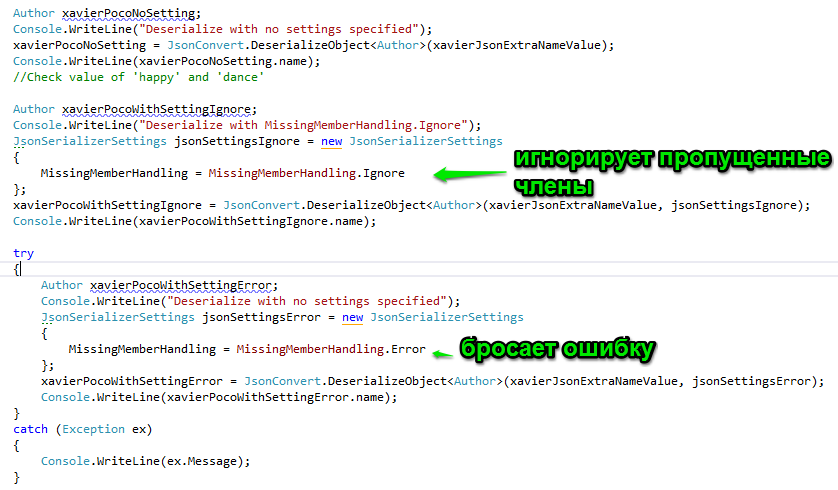 Author xavierPocoNoSetting;
Console.WriteLine("Deserialize with no settings specified");
xavierPocoNoSetting = JsonConvert.DeserializeObject<Author>(xavierJsonExtraNameValue);
Console.WriteLine(xavierPocoNoSetting.name);
//Check value of 'happy' and 'dance'
Author xavierPocoWithSettingIgnore;
Console.WriteLine("Deserialize with MissingMemberHandling.Ignore");
JsonSerializerSettings jsonSettingsIgnore = new JsonSerializerSettings
{
MissingMemberHandling = MissingMemberHandling.Ignore
игнорирует пропущенные
члены
};
xavierPocoWithSettingIgnore = JsonConvert.DeserializeObject<Author>(xavierJsonExtraNameValue, jsonSettingsIgnore);
Console.WriteLine(xavierPocoWithSettingIgnore.name);
try
{
Author xavierPocoWithSettingError;
Console.WriteLine("Deserialize with no settings specified");
JsonSerializerSettings jsonSettingsError = new JsonSerializerSettings
{
MissingMemberHandling = MissingMemberHandling.Error
бросает ошибку
};
xavierPocoWithSettingError = JsonConvert.DeserializeObject<Author>(xavierJsonExtraNameValue, jsonSettingsError);
Console.WriteLine(xavierPocoWithSettingError.name);
}
catch (Exception ex)
{
Console.WriteLine(ex.Message);
}